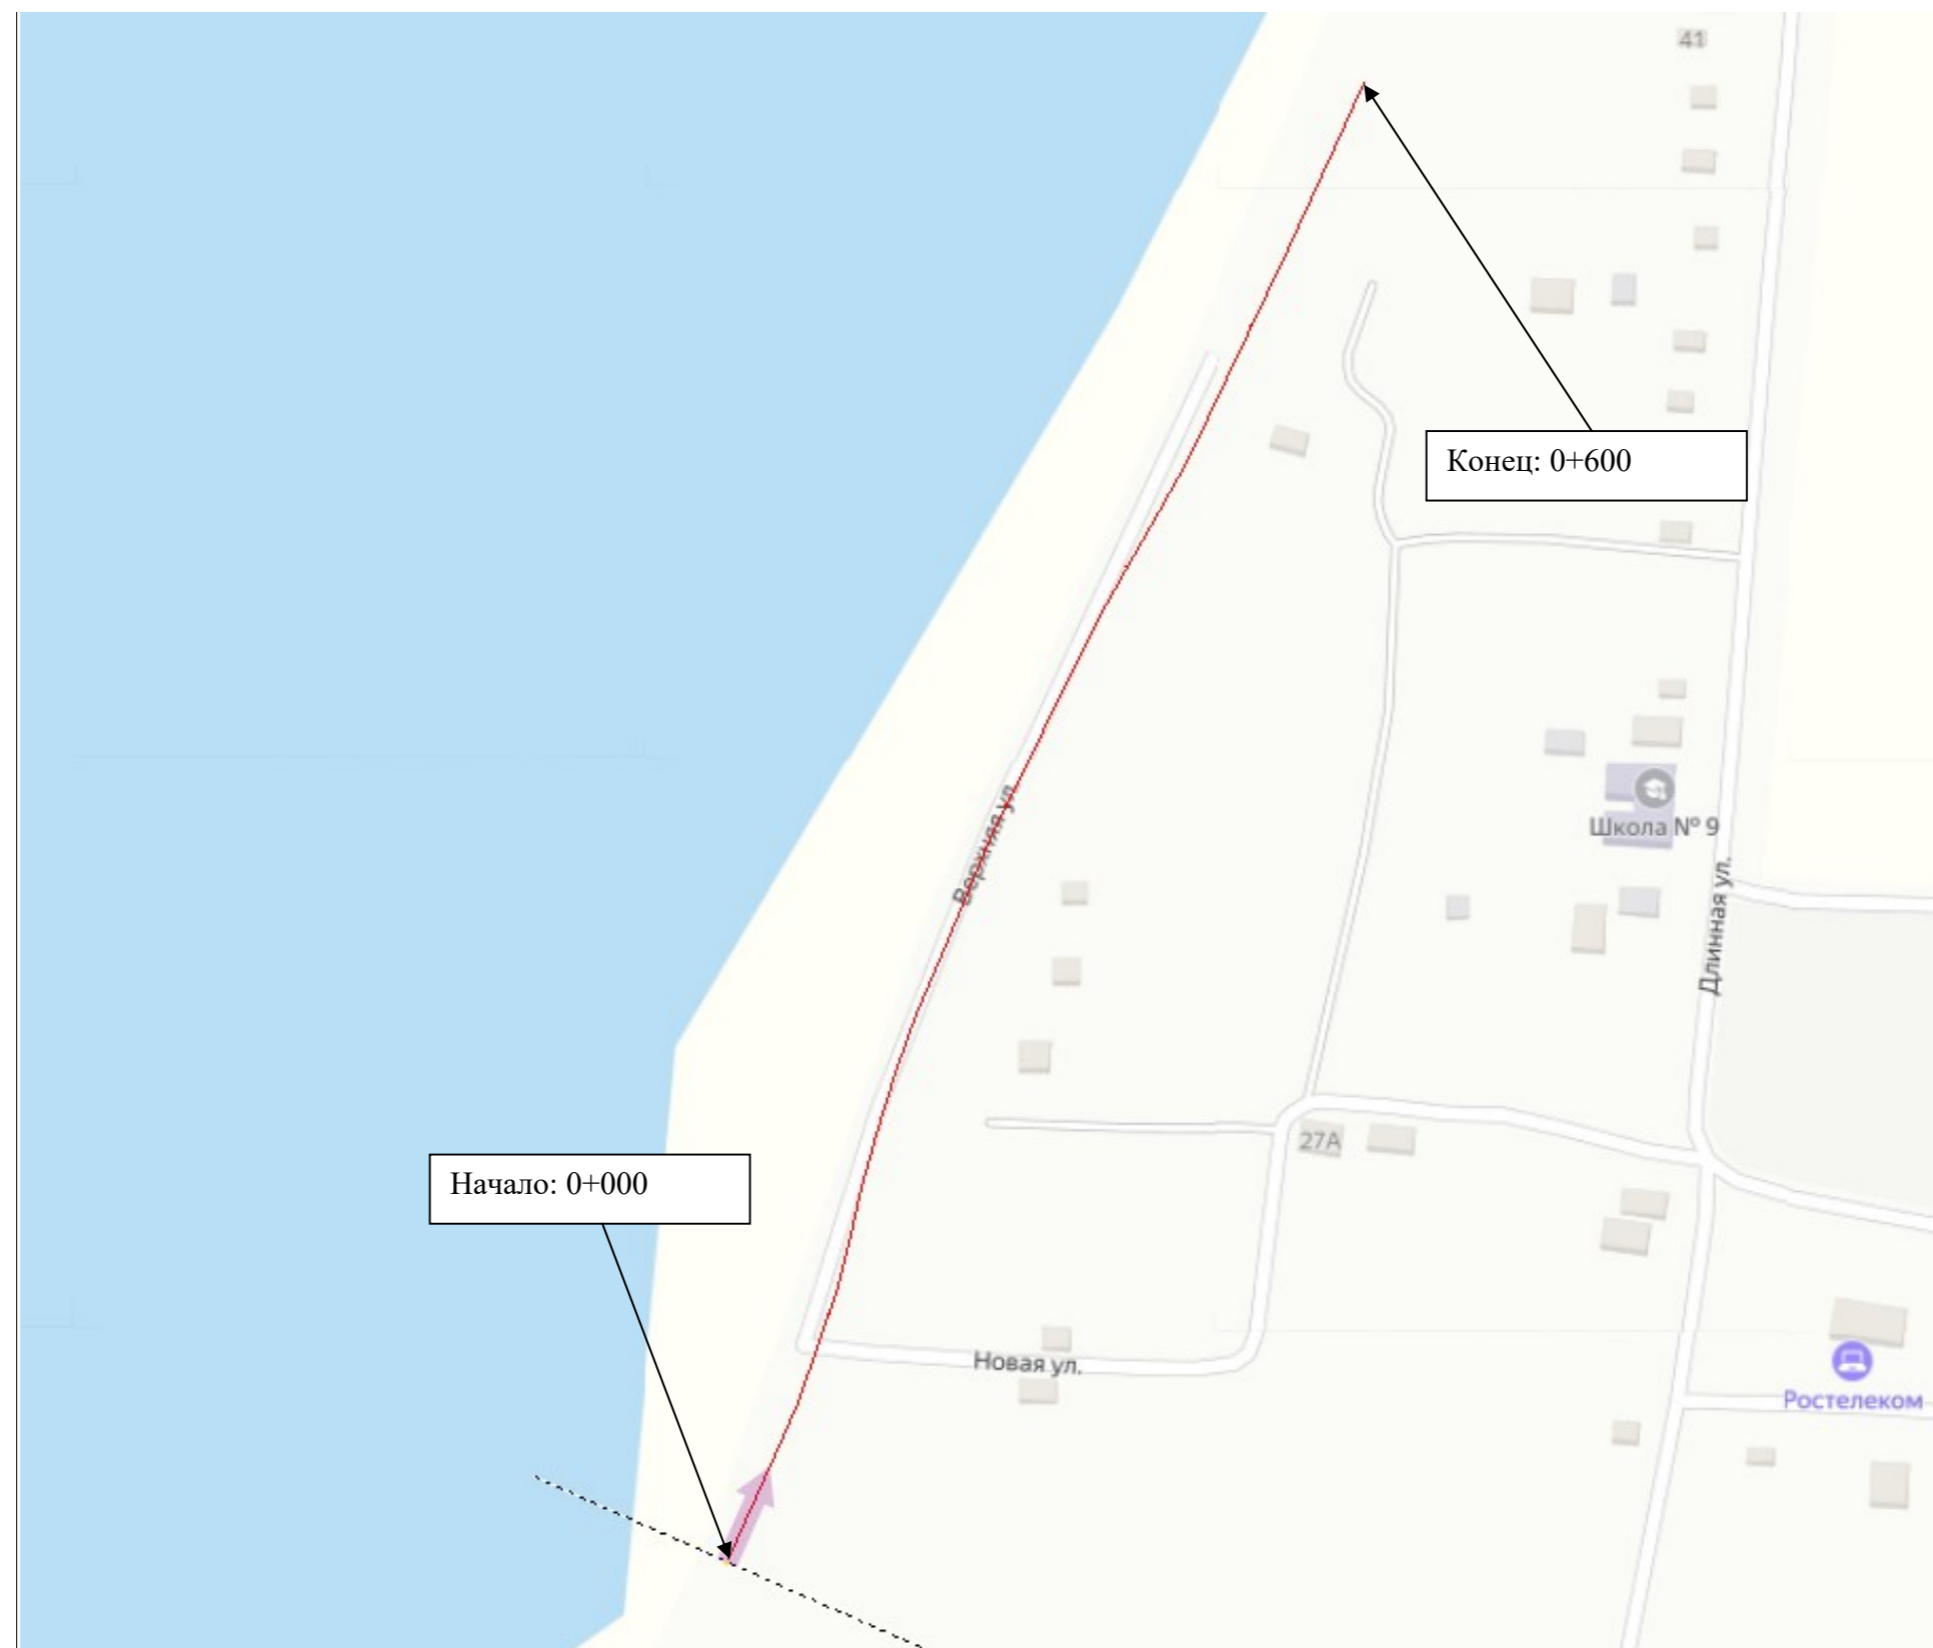 41
Конец: 0+600
Верхняя ул.
Школа № 9
Длинная ул.
27А
Начало: 0+000
Новая ул.
Ростелеком